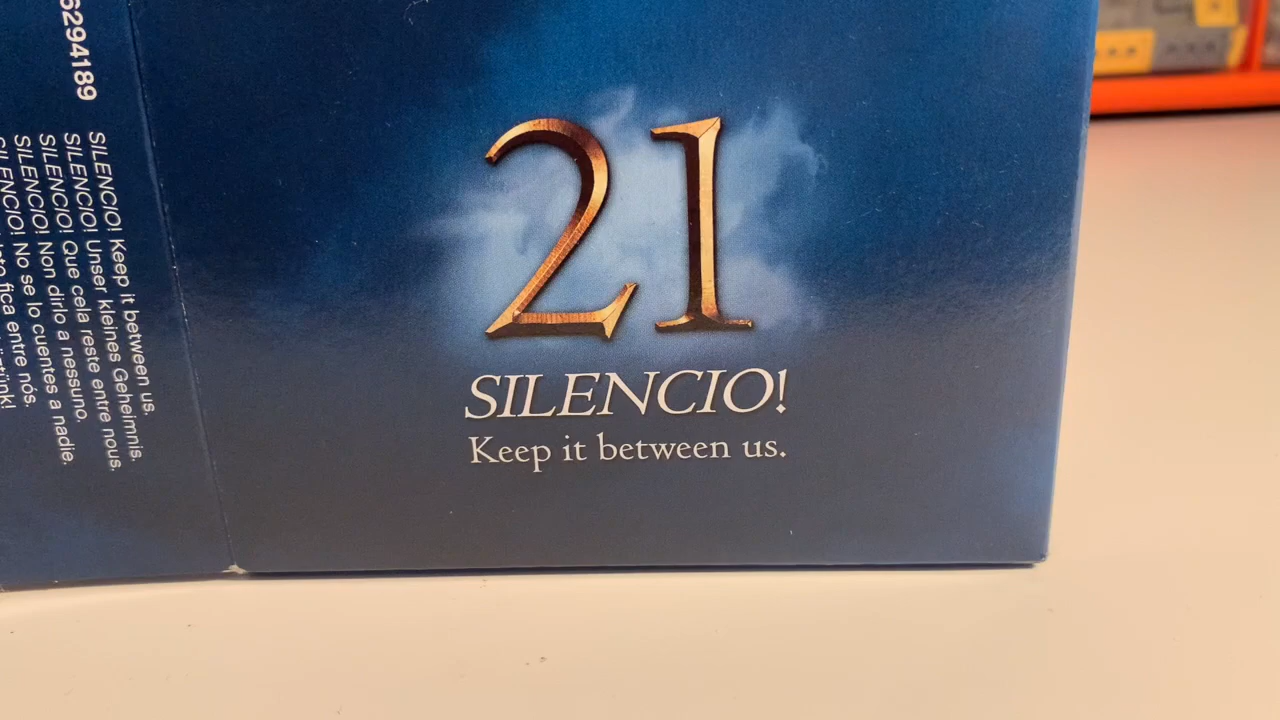 6294189
SILENCIO! Keep it between us.
SILENCIO! Unser kleines Geheimnis.
SILENCIO! Que cela reste entre nous.
SILENCIO! Non dirlo a nessuno.
SILENCIO! No se lo cuentes a nadie.
SILENCIO! fica entre nós.
21
SILENCIO!
Keep it between us.